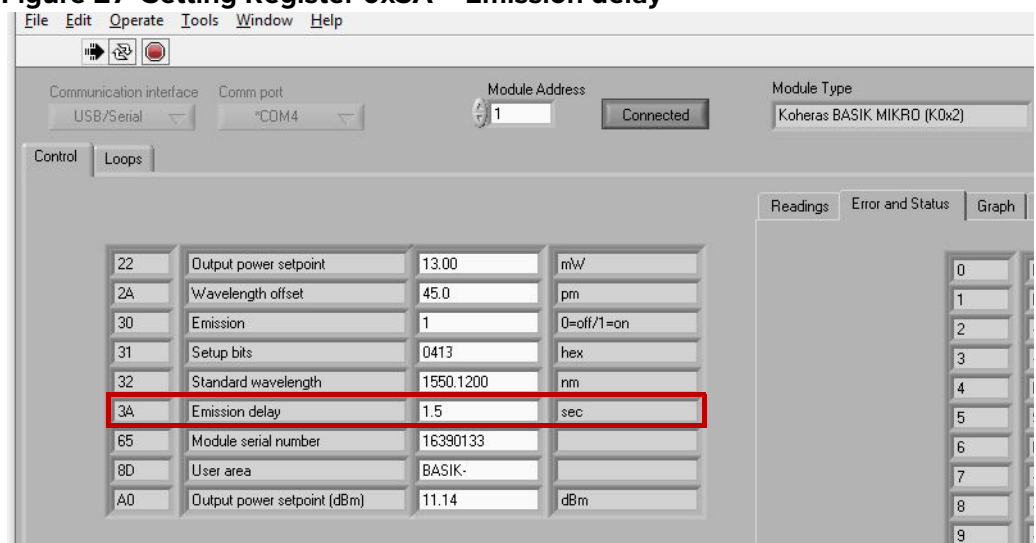 Figure 27 Setting Register 0x3A – Emission delay
File Edit Operate Tools Window Help
Communication interface Comm port Module Address Module Type
USB/Serial COM4 1 Connected Koheras BASIK MIKRO (K0x2)
Control Loops
Readings Error and Status Graph
22 Output power setpoint 13.00 mW 0
2A Wavelength offset 45.0 pm 1
30 Emission 1 0=off/1=on 2
31 Setup bits 0413 hex 3
32 Standard wavelength 1550.1200 nm 4
3A Emission delay 1.5 sec 5
65 Module serial number 16390133 6
8D User area BASIK- 7
A0 Output power setpoint (dBm) 11.14 dBm 8
9